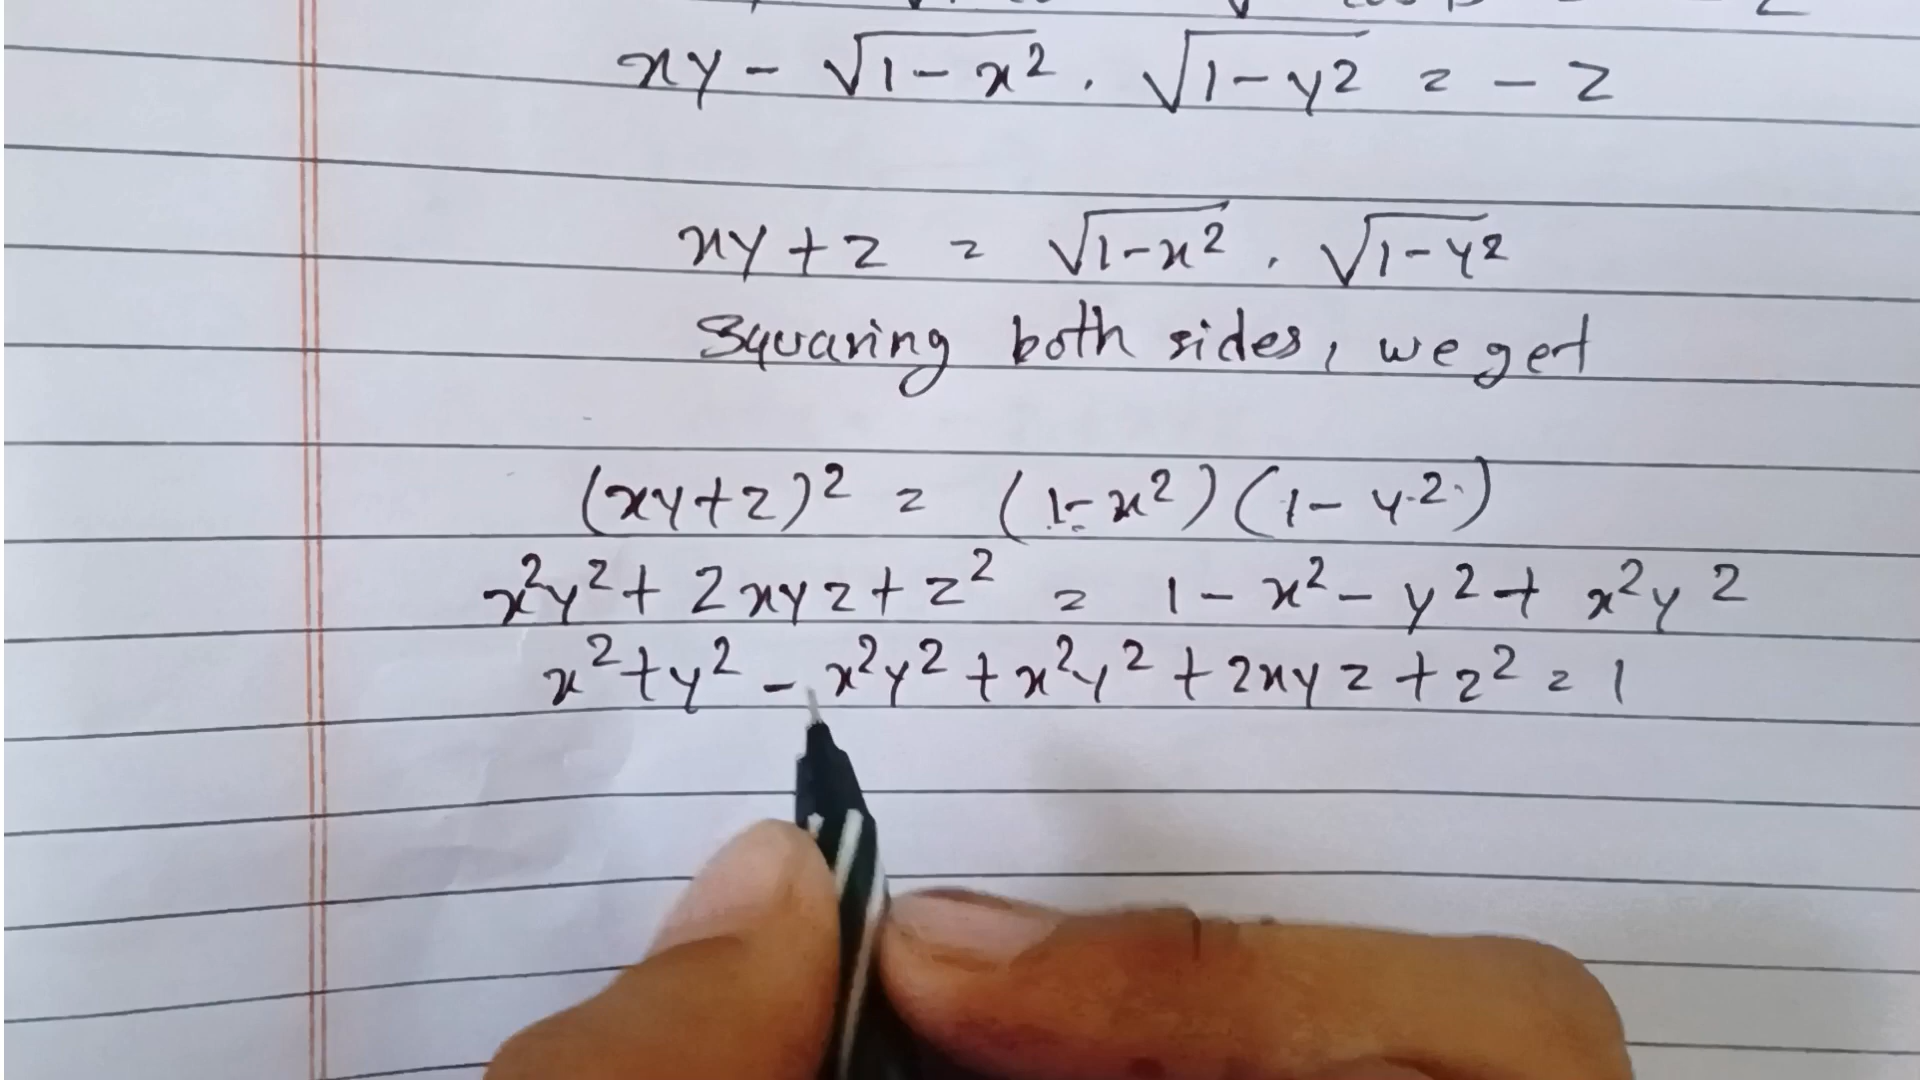 xy - √1-x² . √1-y² = - z
xy + z = √1-x² . √1-y²
Squaring both sides, we get
(xy+z)² = (1-x²)(1-y²)
x²y² + 2xyz + z² = 1 - x² - y² + x²y²
x² + y² - x²y² + x²y² + 2xyz + z² = 1